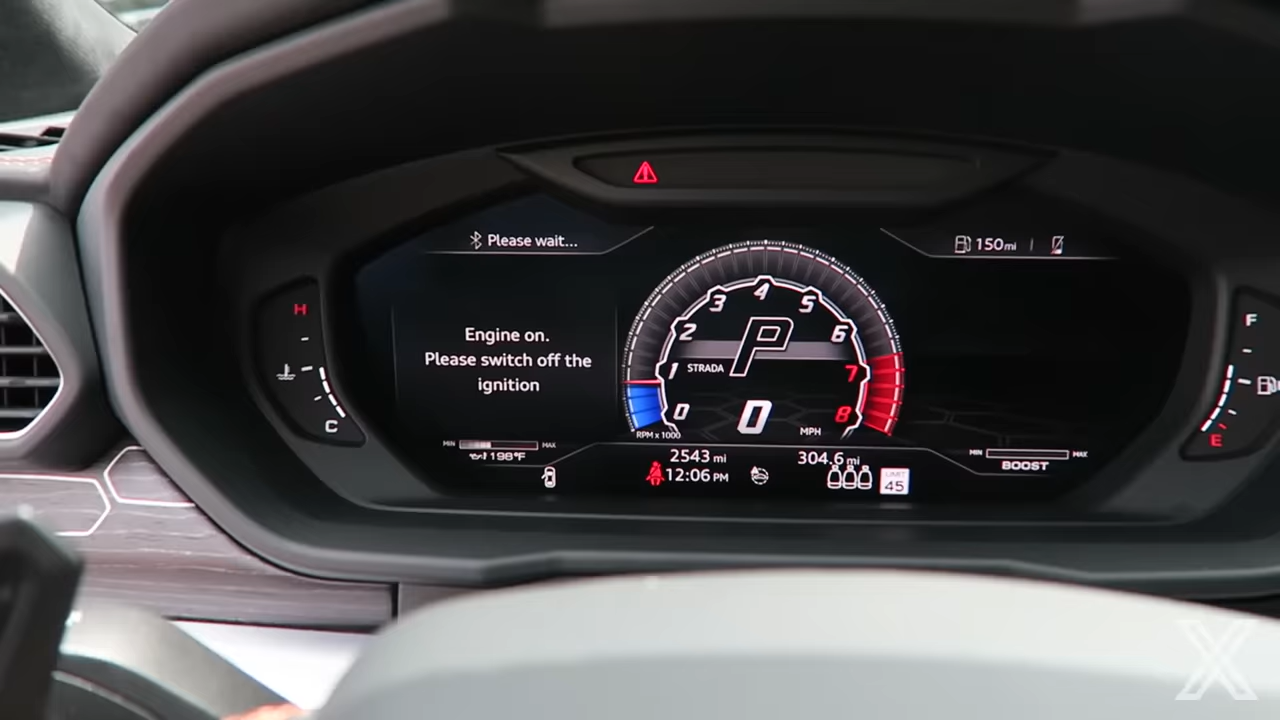 Please wait...
150 mi
H
C
Engine on.
Please switch off the
ignition
0
1
2
3
4
5
6
7
8
P
STRADA
0
MPH
RPM x 1000
F
E
MIN MAX
198°F
2543 mi
304.6 mi
12:06 PM
LIMIT
45
MIN MAX
BOOST
X